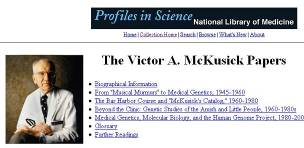 Profiles in Science National Library of Medicine
Home | Collection Home | Search | Browse | What's New | About
The Victor A. McKusick Papers
Biographical Information
From "Musical Murmurs" to Medical Genetics, 1945-1960
The Bar Harbor Course and "McKusick's Catalog," 1960-1980
Beyond the Clinic: Genetic Studies of the Amish and Little People, 1960-1980s
Medical Genetics, Molecular Biology, and the Human Genome Project, 1980-200
Glossary
Further Readings